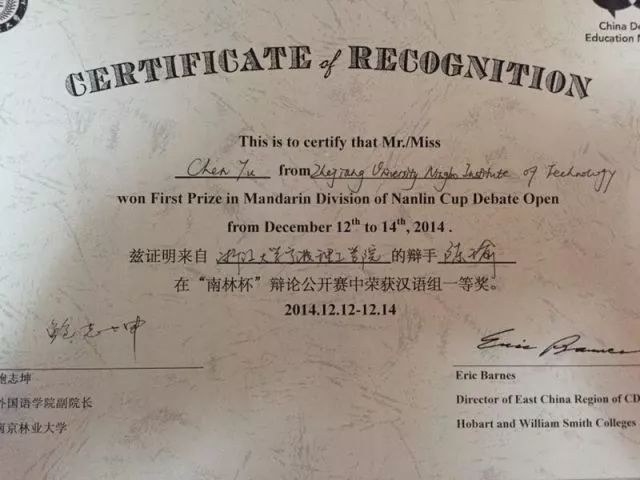 China De
Education N
CERTIFICATE of RECOGNITION
This is to certify that Mr./Miss
Chen Yu from Zhejiang University Ningbo Institute of Technology
won First Prize in Mandarin Division of Nanlin Cup Debate Open
from December 12th to 14th, 2014 .
兹证明来自 浙江大学宁波理工学院 的辩手 陈瑜
在“南林杯”辩论公开赛中荣获汉语组一等奖。
2014.12.12-12.14
鲍志坤
Eric Barnes
鲍志坤
外国语学院副院长
南京林业大学
Eric Barnes
Director of East China Region of CD
Hobart and William Smith Colleges